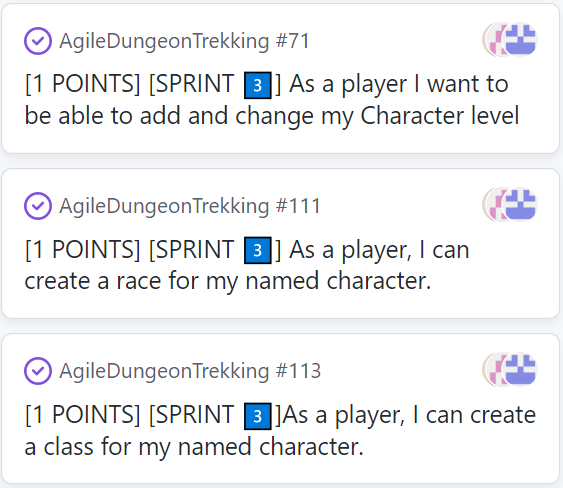 AgileDungeonTrekking #71
[1 POINTS] [SPRINT 3] As a player I want to
be able to add and change my Character level
AgileDungeonTrekking #111
[1 POINTS] [SPRINT 3] As a player, I can
create a race for my named character.
AgileDungeonTrekking #113
[1 POINTS] [SPRINT 3]As a player, I can create
a class for my named character.